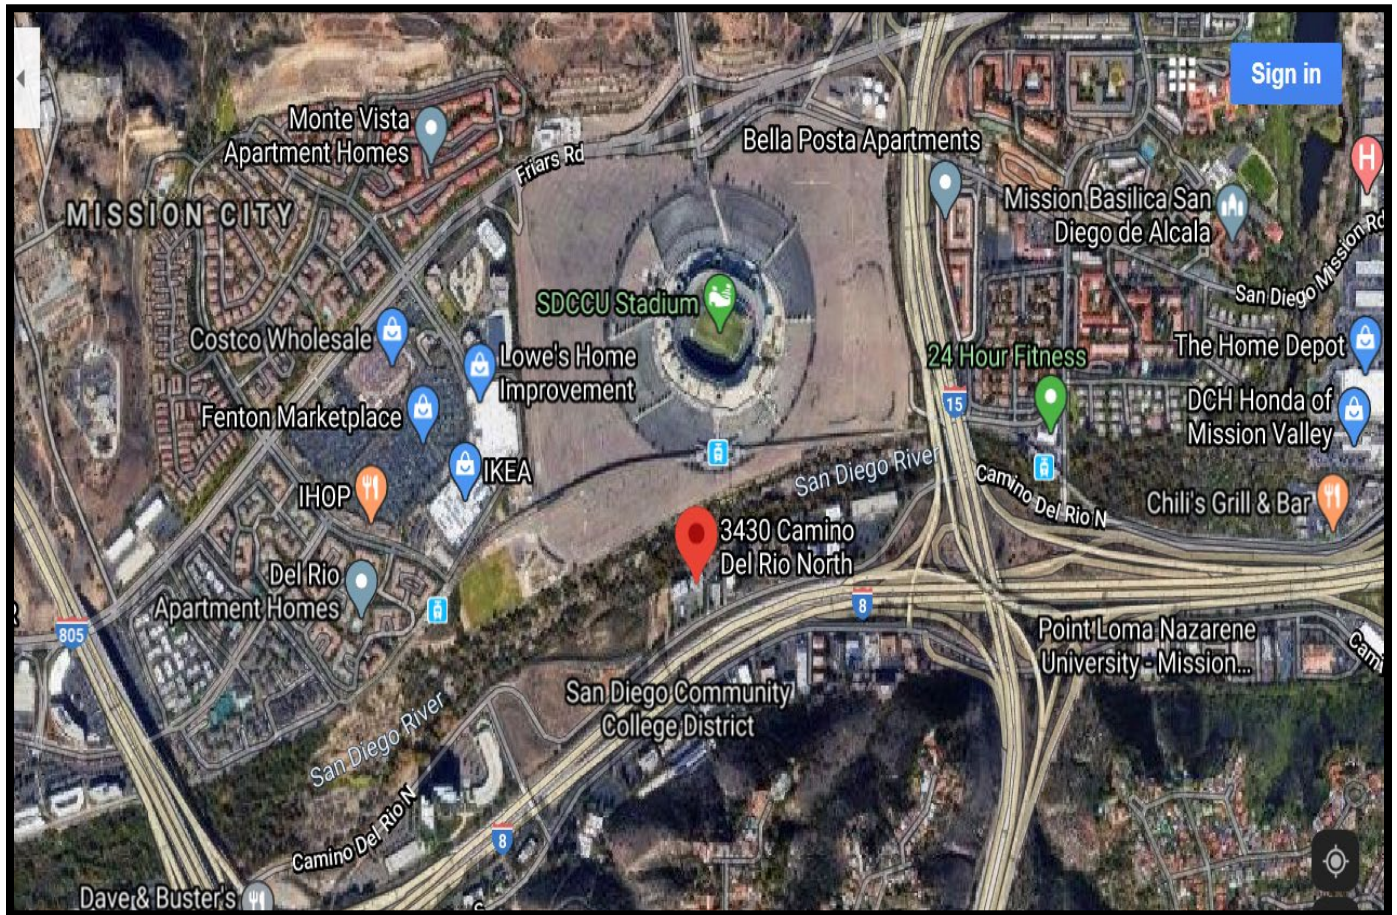 Sign in
Monte Vista
Apartment Homes
Friars Rd
Bella Posta Apartments
MISSION CITY
Mission Basilica San
Diego de Alcala
San Diego Mission Rd
H
SDCCU Stadium
Costco Wholesale
Lowe's Home
Improvement
24 Hour Fitness
The Home Depot
Fenton Marketplace
15
DCH Honda of
Mission Valley
IKEA
IHOP
San Diego River
Camino Del Rio N
Chili's Grill & Bar
3430 Camino
Del Rio North
Del Rio
Apartment Homes
805
8
Point Loma Nazarene
University - Mission...
San Diego Community
College District
San Diego River
Camino Del Rio N
8
Dave & Buster's